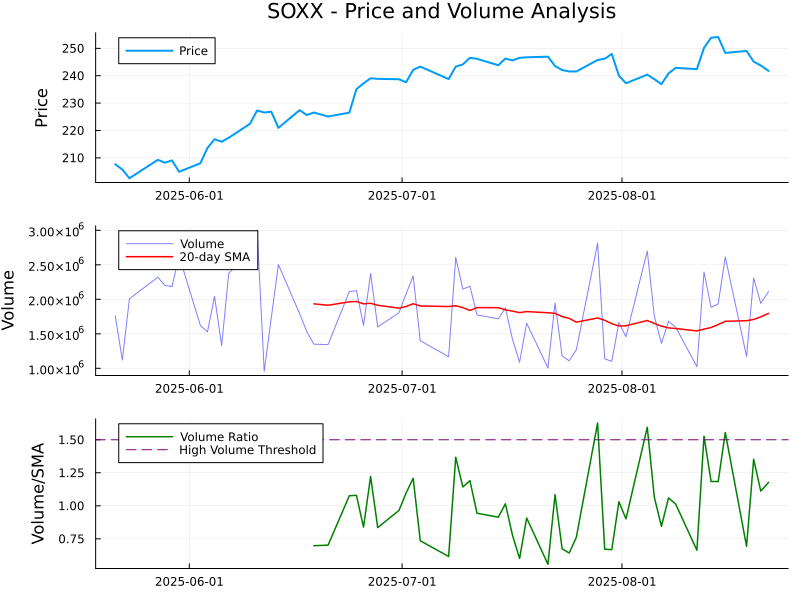 SOXX - Price and Volume Analysis
Price
250
240
230
220
210
Price
2025-06-01
2025-07-01
2025-08-01
Volume
3.00×10⁶
2.50×10⁶
2.00×10⁶
1.50×10⁶
1.00×10⁶
Volume
20-day SMA
2025-06-01
2025-07-01
2025-08-01
Volume/SMA
1.50
1.25
1.00
0.75
Volume Ratio
High Volume Threshold
2025-06-01
2025-07-01
2025-08-01